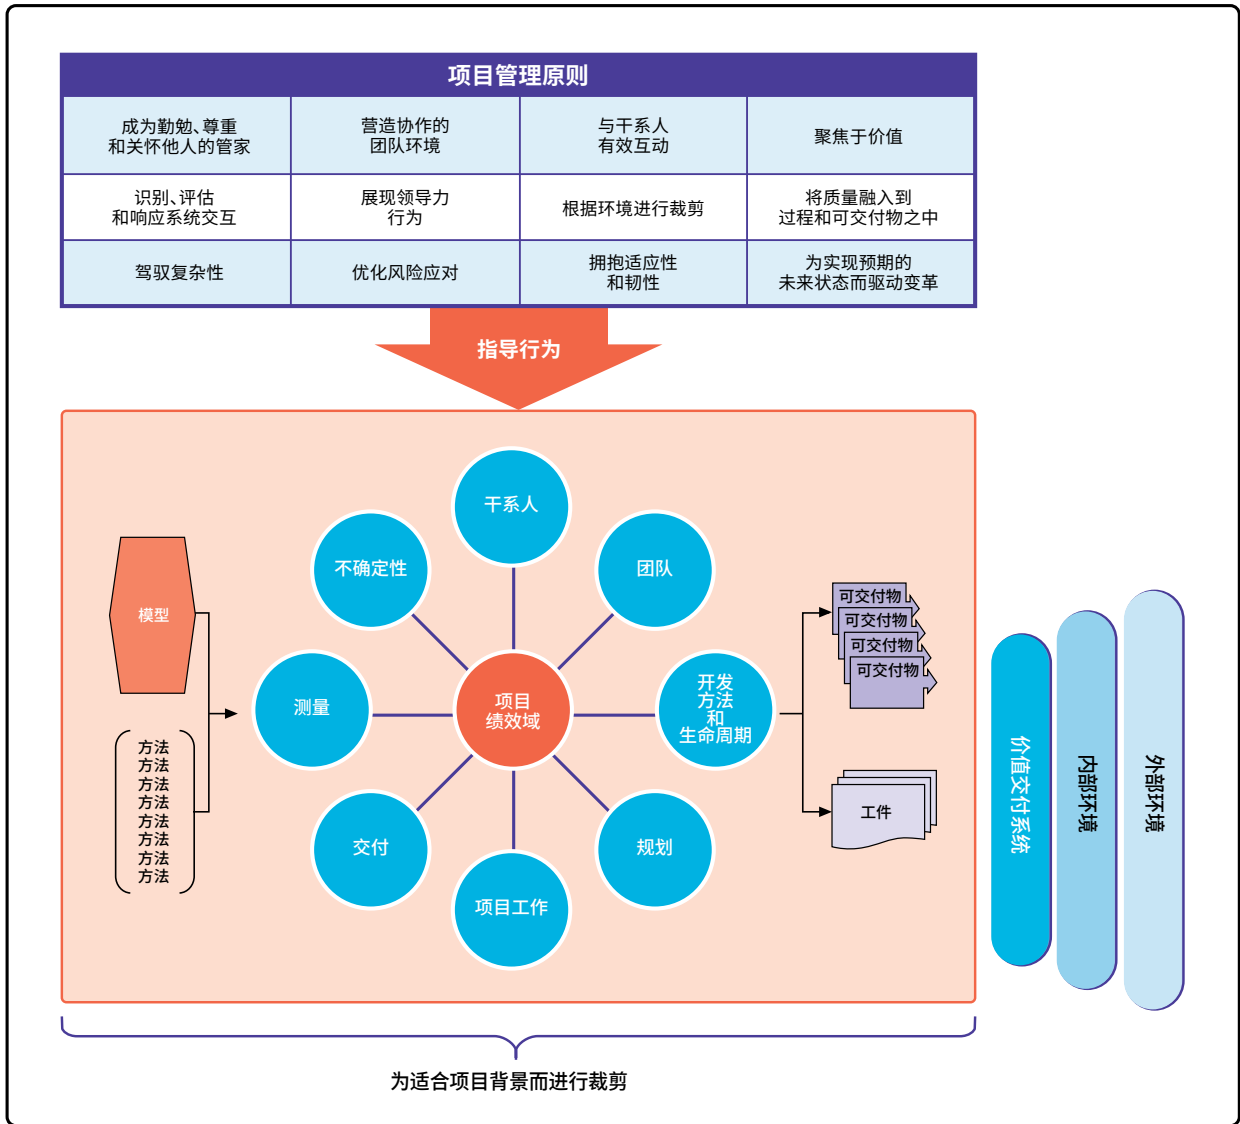 项目管理原则
成为勤勉、尊重
和关怀他人的管家
营造协作的
团队环境
与干系人
有效互动
聚焦于价值
识别、评估
和响应系统交互
展现领导力
行为
根据环境进行裁剪
将质量融入到
过程和可交付物之中
驾驭复杂性
优化风险应对
拥抱适应性
和韧性
为实现预期的
未来状态而驱动变革
指导行为
干系人
不确定性
团队
模型
测量
项目
绩效域
开发
方法
和
生命周期
可交付物
可交付物
可交付物
可交付物
方法
方法
方法
方法
方法
方法
方法
方法
交付
项目工作
规划
工件
价值交付系统
内部环境
外部环境
为适合项目背景而进行裁剪